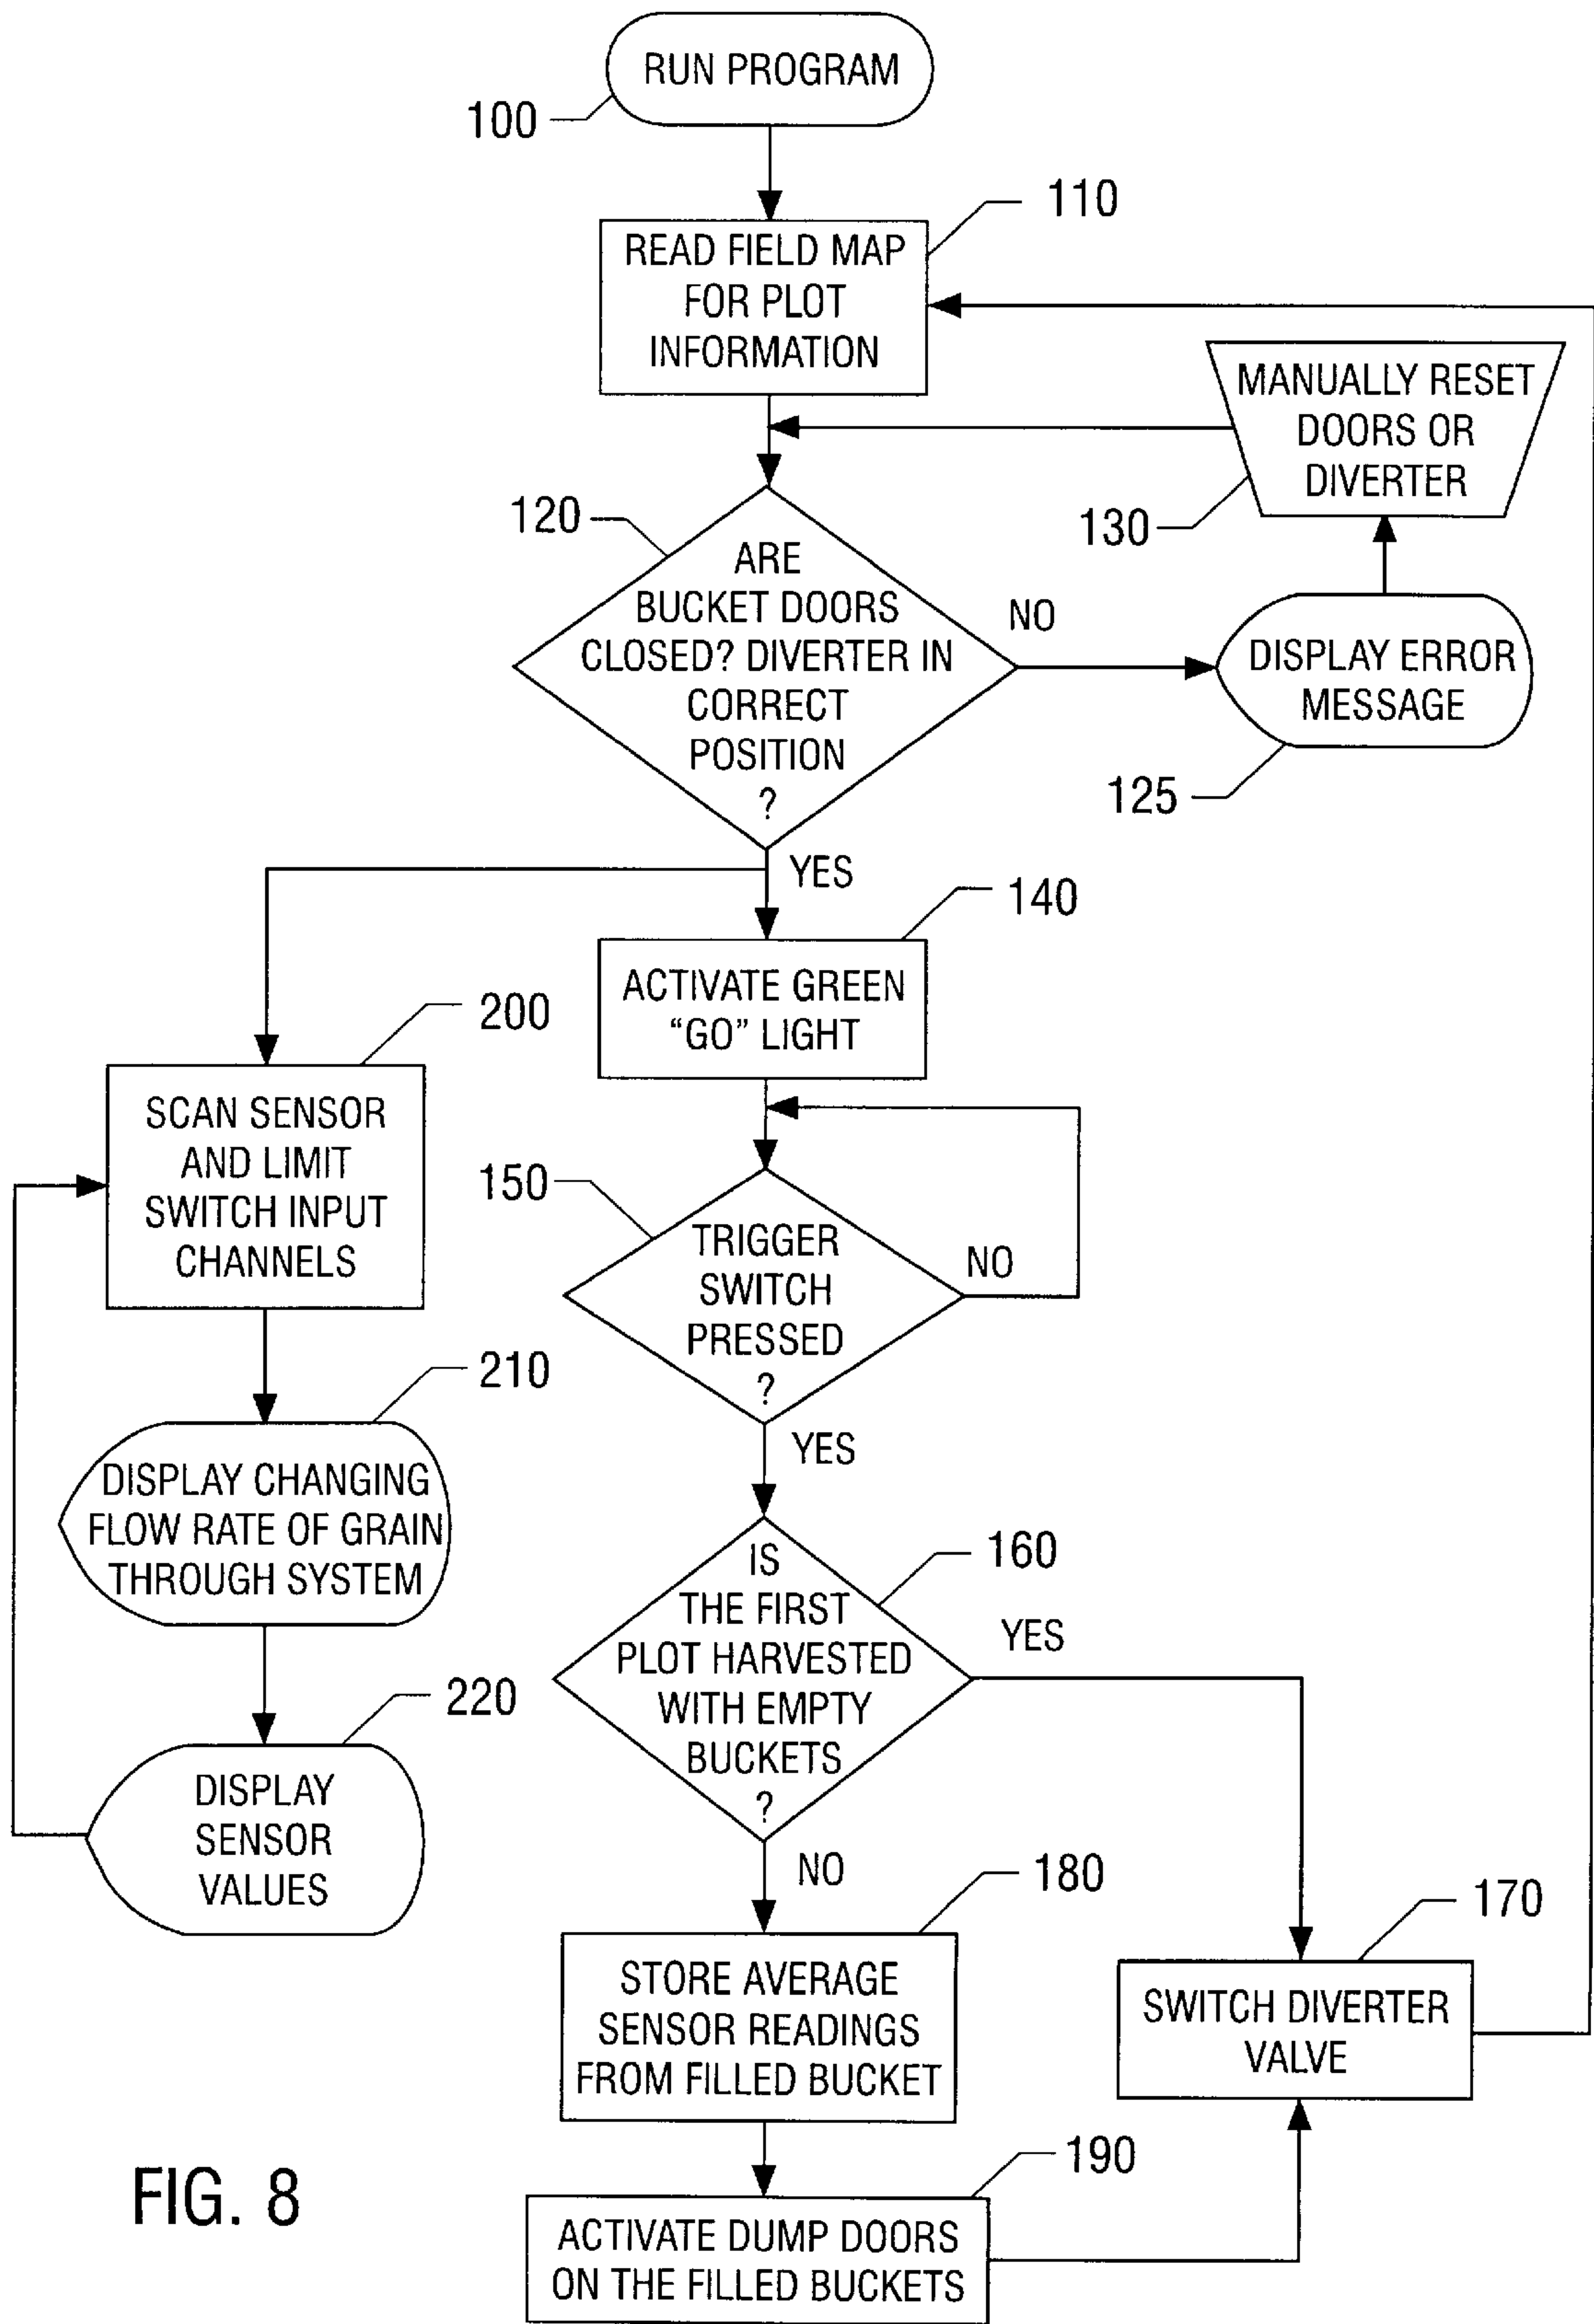 RUN PROGRAM
100
110
READ FIELD MAP
FOR PLOT
INFORMATION
MANUALLY RESET
DOORS OR
DIVERTER
130
120
ARE
BUCKET DOORS
CLOSED? DIVERTER IN
CORRECT
POSITION
?
NO
DISPLAY ERROR
MESSAGE
125
YES
140
ACTIVATE GREEN
“GO” LIGHT
200
SCAN SENSOR
AND LIMIT
SWITCH INPUT
CHANNELS
150
TRIGGER
SWITCH
PRESSED
?
NO
YES
210
DISPLAY CHANGING
FLOW RATE OF GRAIN
THROUGH SYSTEM
160
IS
THE FIRST
PLOT HARVESTED
WITH EMPTY
BUCKETS
?
YES
NO
220
DISPLAY
SENSOR
VALUES
180
STORE AVERAGE
SENSOR READINGS
FROM FILLED BUCKET
170
SWITCH DIVERTER
VALVE
190
ACTIVATE DUMP DOORS
ON THE FILLED BUCKETS
FIG. 8